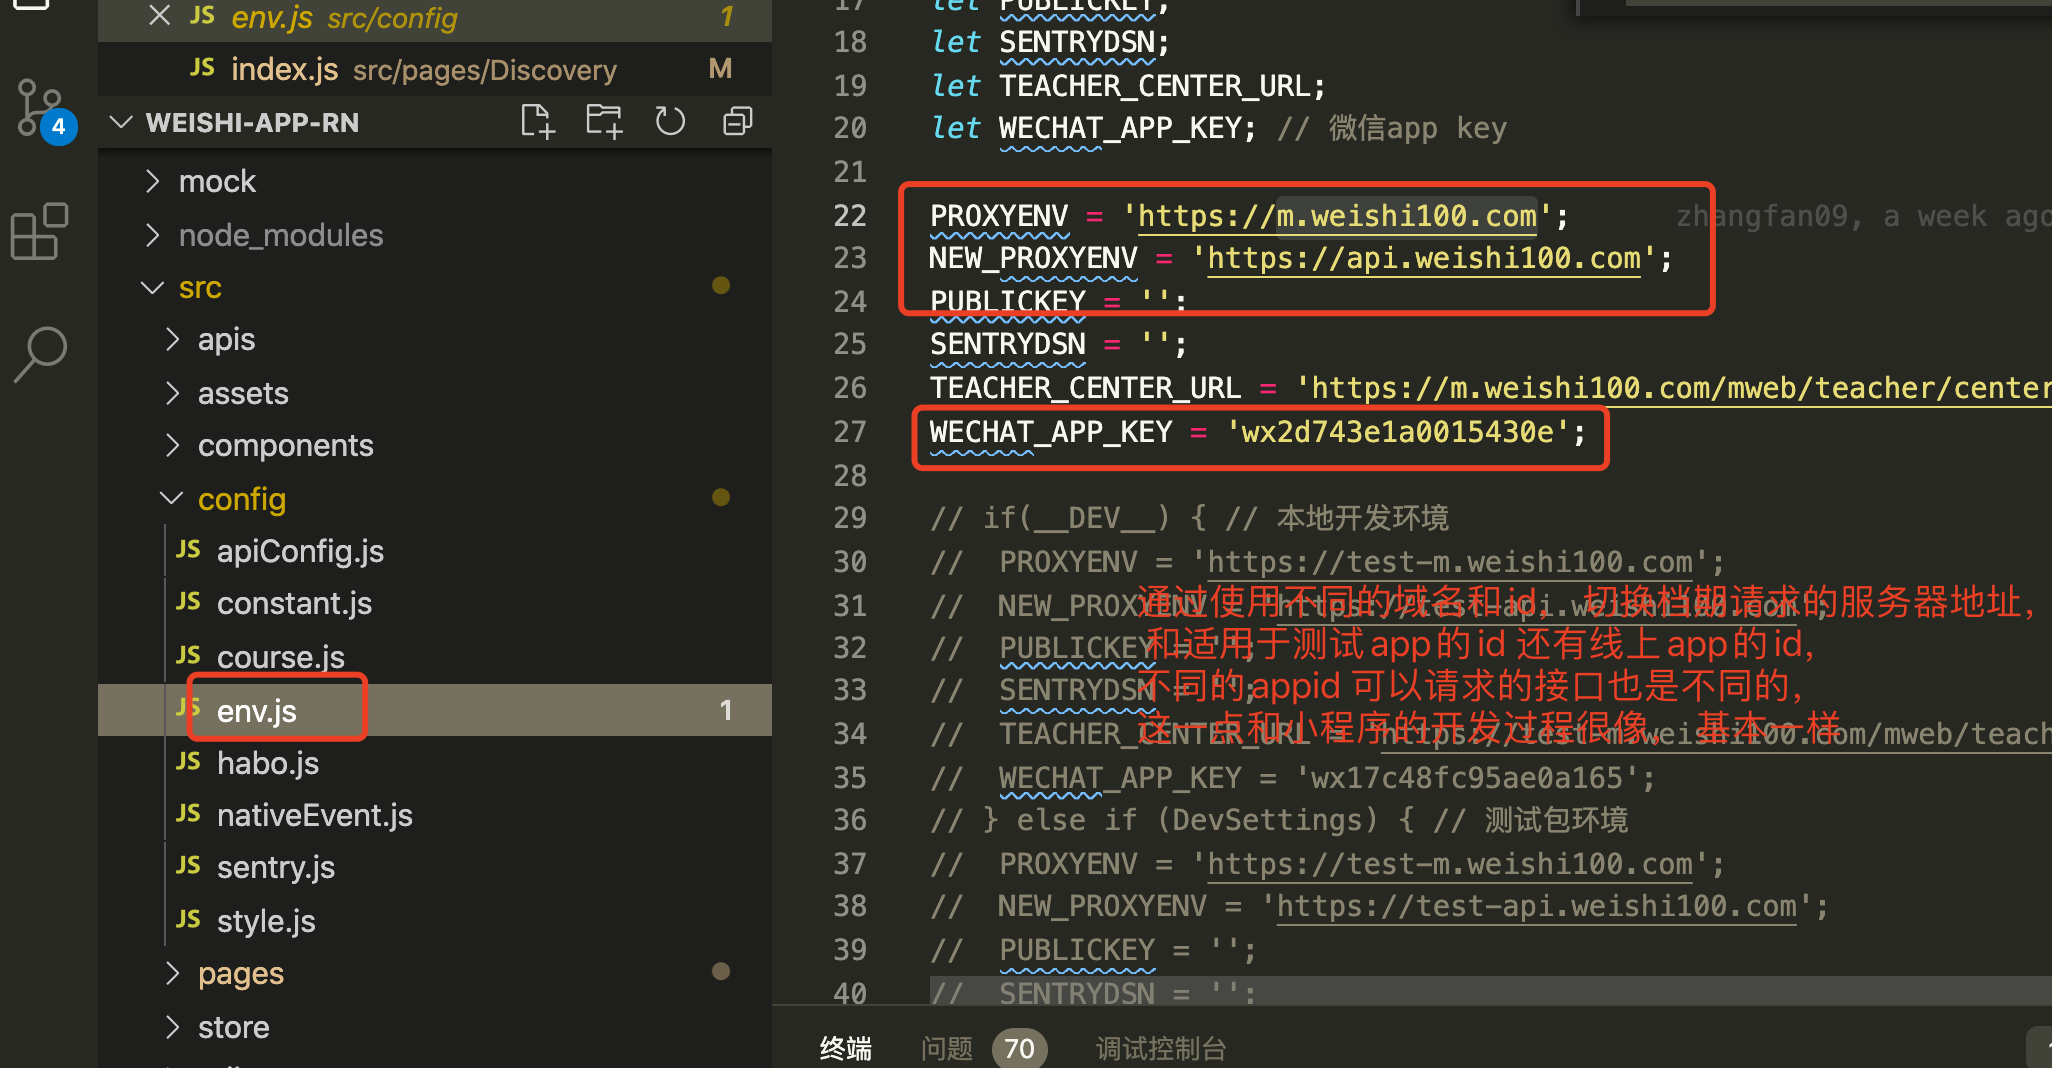 JS env.js src/config 1
JS index.js src/pages/Discovery M
4
WEISHI-APP-RN
mock
node_modules
src
apis
assets
components
config
JS apiConfig.js
JS constant.js
JS course.js
JS env.js 1
JS habo.js
JS nativeEvent.js
JS sentry.js
JS style.js
pages
store
17 let PUBLICKEY;
18 let SENTRYDSN;
19 let TEACHER_CENTER_URL;
20 let WECHAT_APP_KEY; // 微信app key
21
22 PROXYENV = 'https://m.weishi100.com'; zhangfan09, a week ago
23 NEW_PROXYENV = 'https://api.weishi100.com';
24 PUBLICKEY = '';
25 SENTRYDSN = '';
26 TEACHER_CENTER_URL = 'https://m.weishi100.com/mweb/teacher/center
27 WECHAT_APP_KEY = 'wx2d743e1a0015430e';
28
29 // if(__DEV__) { // 本地开发环境
30 // PROXYENV = 'https://test-m.weishi100.com';
31 // NEW_PROXYENV = 'https://test-api.weishi100.com';
32 // PUBLICKEY = '';
33 // SENTRYDSN = '';
34 // TEACHER_CENTER_URL = 'https://test-m.weishi100.com/mweb/teach
35 // WECHAT_APP_KEY = 'wx17c48fc95ae0a165';
36 // } else if (DevSettings) { // 测试包环境
37 // PROXYENV = 'https://test-m.weishi100.com';
38 // NEW_PROXYENV = 'https://test-api.weishi100.com';
39 // PUBLICKEY = '';
40 // SENTRYDSN = '';
通过使用不同的域名和id， 切换档期请求的服务器地址，
和适用于测试app的id 还有线上app的id，
不同的appid 可以请求的接口也是不同的，
这一点和小程序的开发过程很像， 基本一样
终端 问题 70 调试控制台